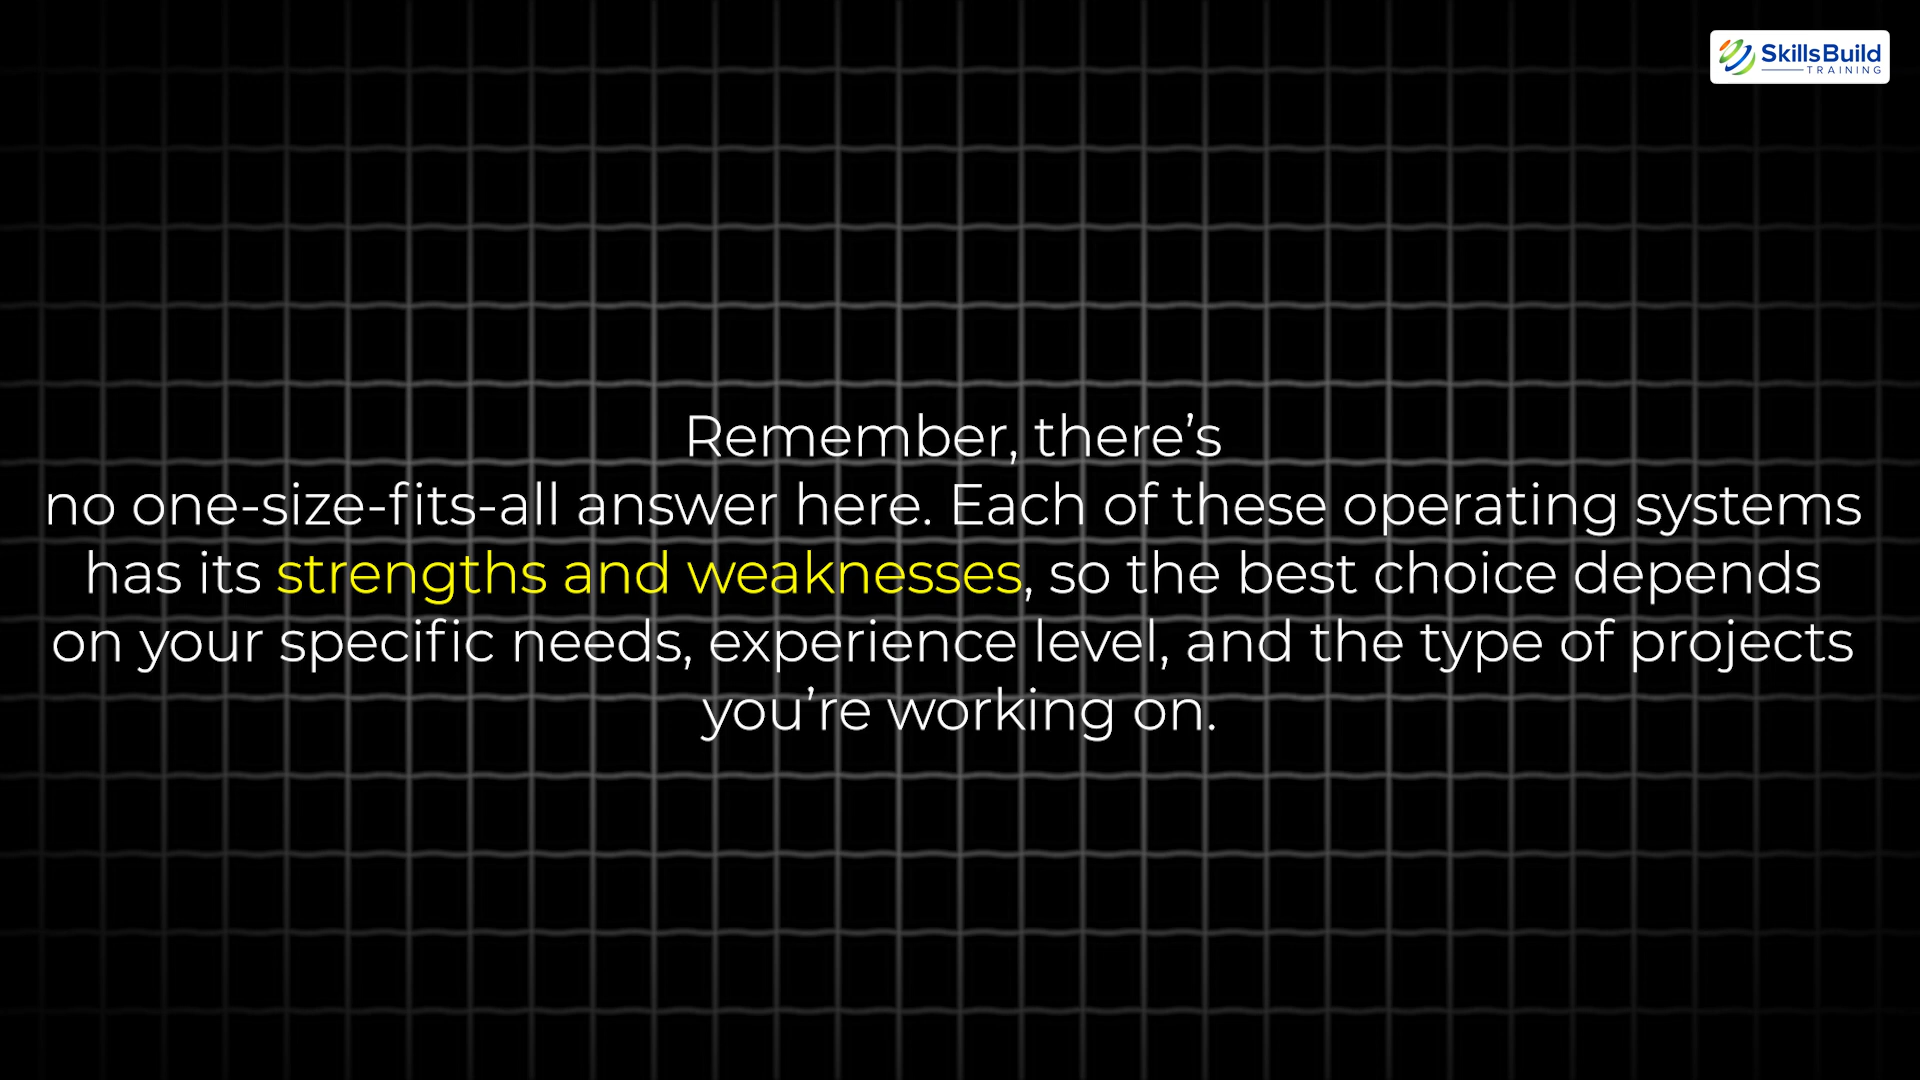 SkillsBuild
TRAINING
Remember, there’s
no one-size-fits-all answer here. Each of these operating systems
has its strengths and weaknesses, so the best choice depends
on your specific needs, experience level, and the type of projects
you’re working on.